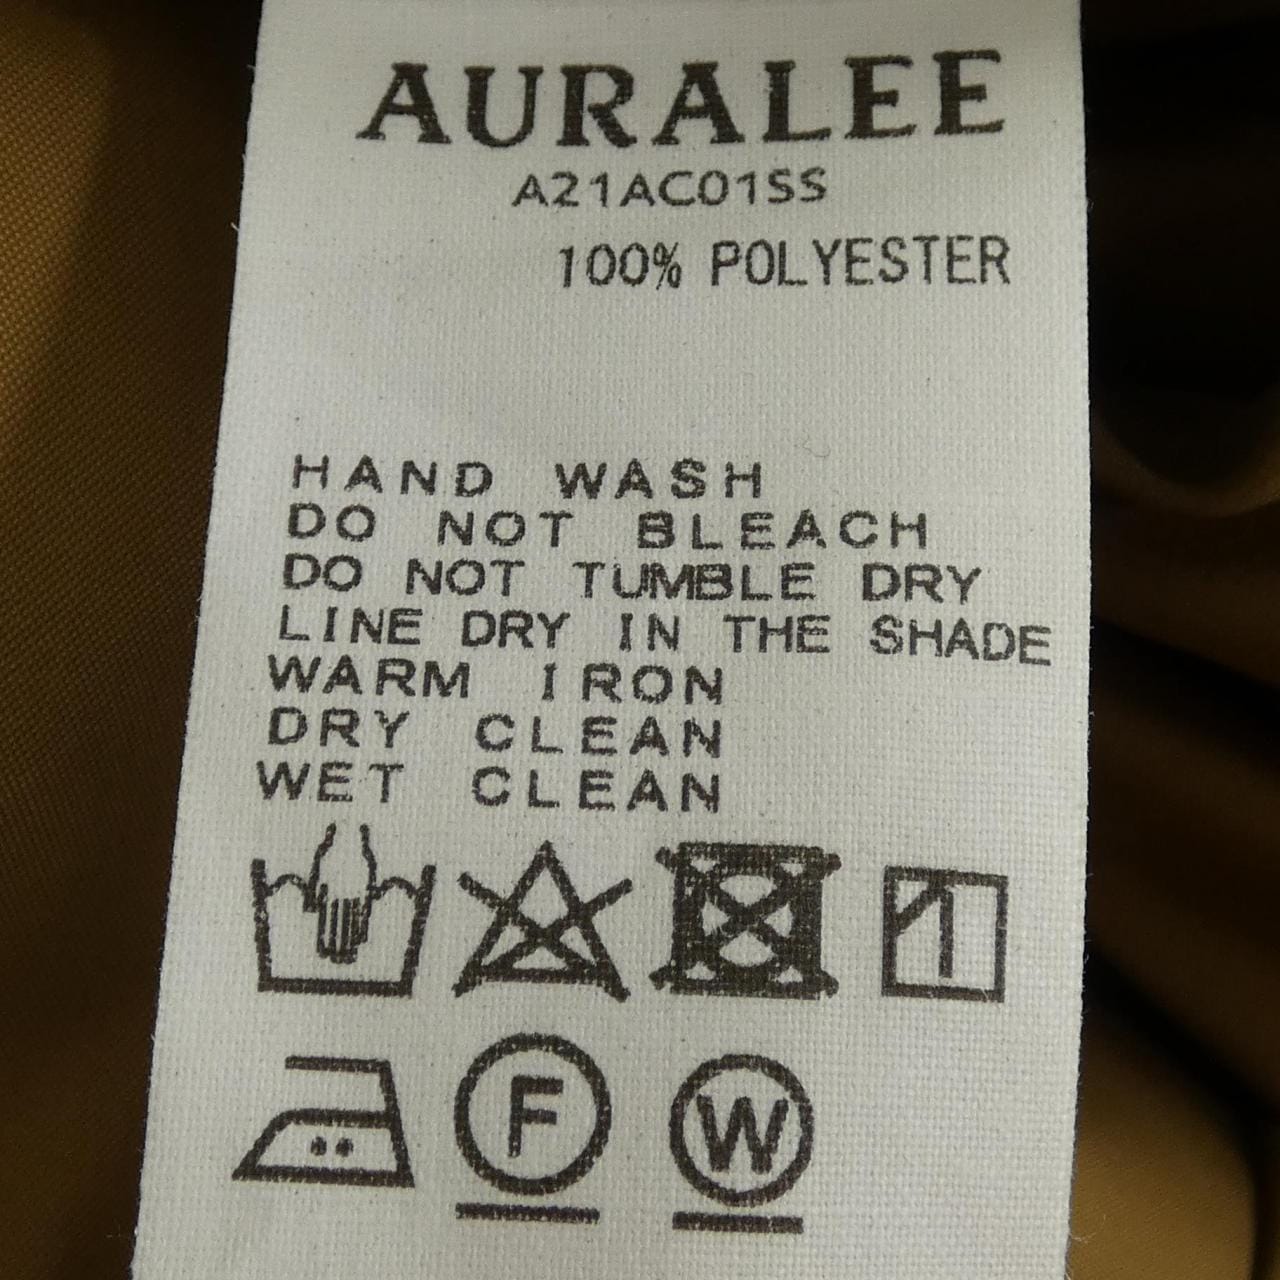 AURALEE
A21AC01SS
100% POLYESTER
HAND WASH
DO NOT BLEACH
DO NOT TUMBLE DRY
LINE DRY IN THE SHADE
WARM IRON
DRY CLEAN
WET CLEAN
F W